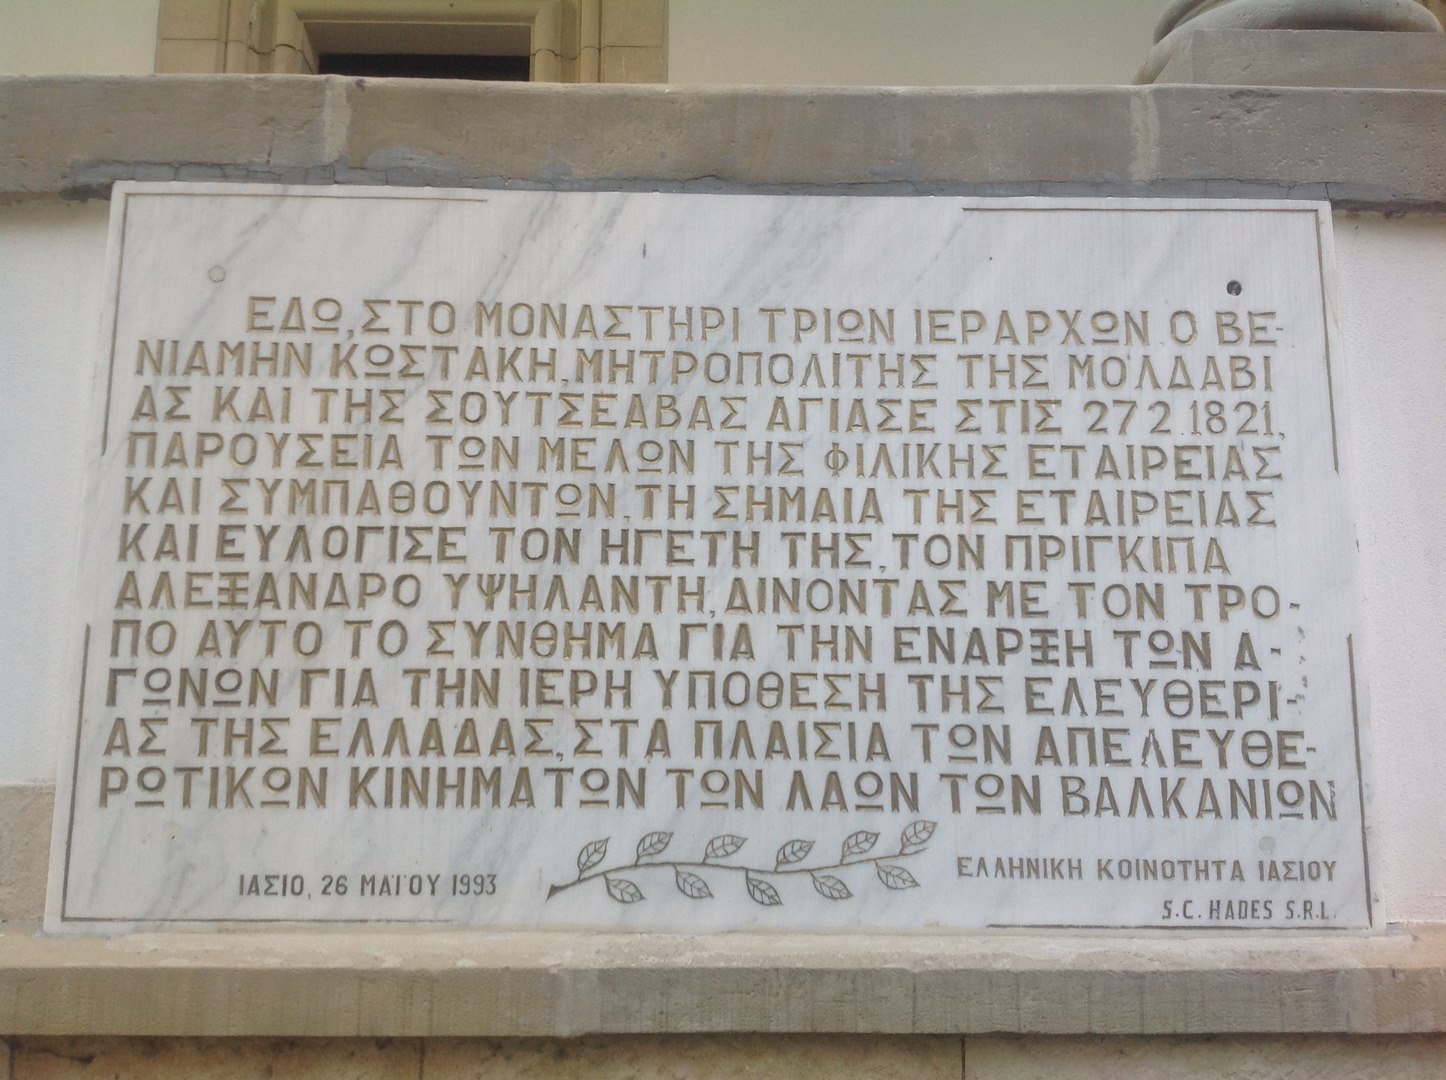 ΕΔΩ, ΣΤΟ ΜΟΝΑΣΤΗΡΙ ΤΡΙΩΝ ΙΕΡΑΡΧΩΝ Ο ΒΕ-
ΝΙΑΜΗΝ ΚΩΣΤΑΚΗ, ΜΗΤΡΟΠΟΛΙΤΗΣ ΤΗΣ ΜΟΛΔΑΒΙ
ΑΣ ΚΑΙ ΤΗΣ ΣΟΥΤΣΕΑΒΑΣ ΑΓΙΑΣΕ ΣΤΙΣ 27 2 .1821,
ΠΑΡΟΥΣΕΙΑ ΤΩΝ ΜΕΛΩΝ ΤΗΣ ΦΙΛΙΚΗΣ ΕΤΑΙΡΕΙΑΣ
ΚΑΙ ΣΥΜΠΑΘΟΥΝΤΩΝ, ΤΗ ΣΗΜΑΙΑ ΤΗΣ ΕΤΑΙΡΕΙΑΣ
ΚΑΙ ΕΥΛΟΓΙΣΕ ΤΟΝ ΗΓΕΤΗ ΤΗΣ, ΤΟΝ ΠΡΙΓΚΙΠΑ
ΑΛΕΞΑΝΔΡΟ ΥΨΗΛΑΝΤΗ, ΔΙΝΟΝΤΑΣ ΜΕ ΤΟΝ ΤΡΟ-
ΠΟ ΑΥΤΟ ΤΟ ΣΥΝΘΗΜΑ ΓΙΑ ΤΗΝ ΕΝΑΡΞΗ ΤΩΝ Α-
ΓΩΝΩΝ ΓΙΑ ΤΗΝ ΙΕΡΗ ΥΠΟΘΕΣΗ ΤΗΣ ΕΛΕΥΘΕΡΙ-
ΑΣ ΤΗΣ ΕΛΛΑΔΑΣ, ΣΤΑ ΠΛΑΙΣΙΑ ΤΩΝ ΑΠΕΛΕΥΘΕ-
ΡΩΤΙΚΩΝ ΚΙΝΗΜΑΤΩΝ ΤΩΝ ΛΑΩΝ ΤΩΝ ΒΑΛΚΑΝΙΩΝ
ΙΑΣΙΟ, 26 ΜΑΪΟΥ 1993
ΕΛΛΗΝΙΚΗ ΚΟΙΝΟΤΗΤΑ ΙΑΣΙΟΥ
S.C. HADES S.R.L.